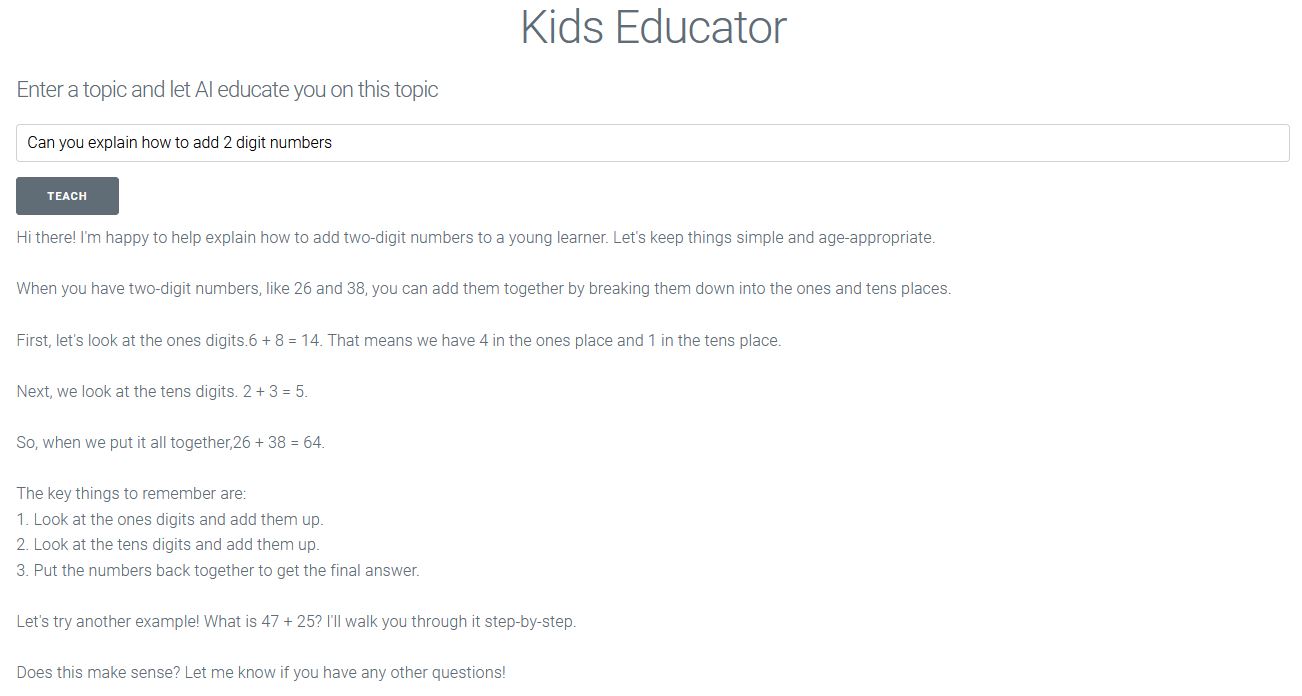 Kids Educator
Enter a topic and let AI educate you on this topic
Can you explain how to add 2 digit numbers
TEACH
Hi there! I'm happy to help explain how to add two-digit numbers to a young learner. Let's keep things simple and age-appropriate.
When you have two-digit numbers, like 26 and 38, you can add them together by breaking them down into the ones and tens places.
First, let's look at the ones digits.6 + 8 = 14. That means we have 4 in the ones place and 1 in the tens place.
Next, we look at the tens digits. 2 + 3 = 5.
So, when we put it all together,26 + 38 = 64.
The key things to remember are:
1. Look at the ones digits and add them up.
2. Look at the tens digits and add them up.
3. Put the numbers back together to get the final answer.
Let's try another example! What is 47 + 25? I'll walk you through it step-by-step.
Does this make sense? Let me know if you have any other questions!